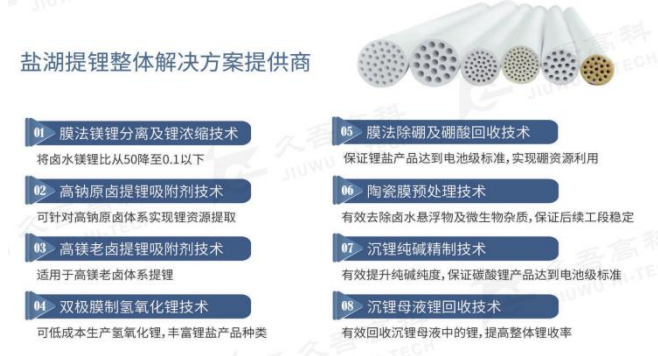 盐湖提锂整体解决方案提供商
01 膜法镁锂分离及锂浓缩技术
将卤水镁锂比从50降至0.1以下
02 高钠原卤提锂吸附剂技术
可针对高钠原卤体系实现锂资源提取
03 高镁老卤提锂吸附剂技术
适用于高镁老卤体系提锂
04 双极膜制氢氧化锂技术
可低成本生产氢氧化锂,丰富锂盐产品种类
05 膜法除硼及硼酸回收技术
保证锂盐产品达到电池级标准,实现硼资源利用
06 陶瓷膜预处理技术
有效去除卤水悬浮物及微生物杂质,保证后续工段稳定
07 沉锂纯碱精制技术
有效提升纯碱纯度,保证碳酸锂产品达到电池级标准
08 沉锂母液锂回收技术
有效回收沉锂母液中的锂,提高整体锂收率
久吾高科
JIUWU HI-TECH